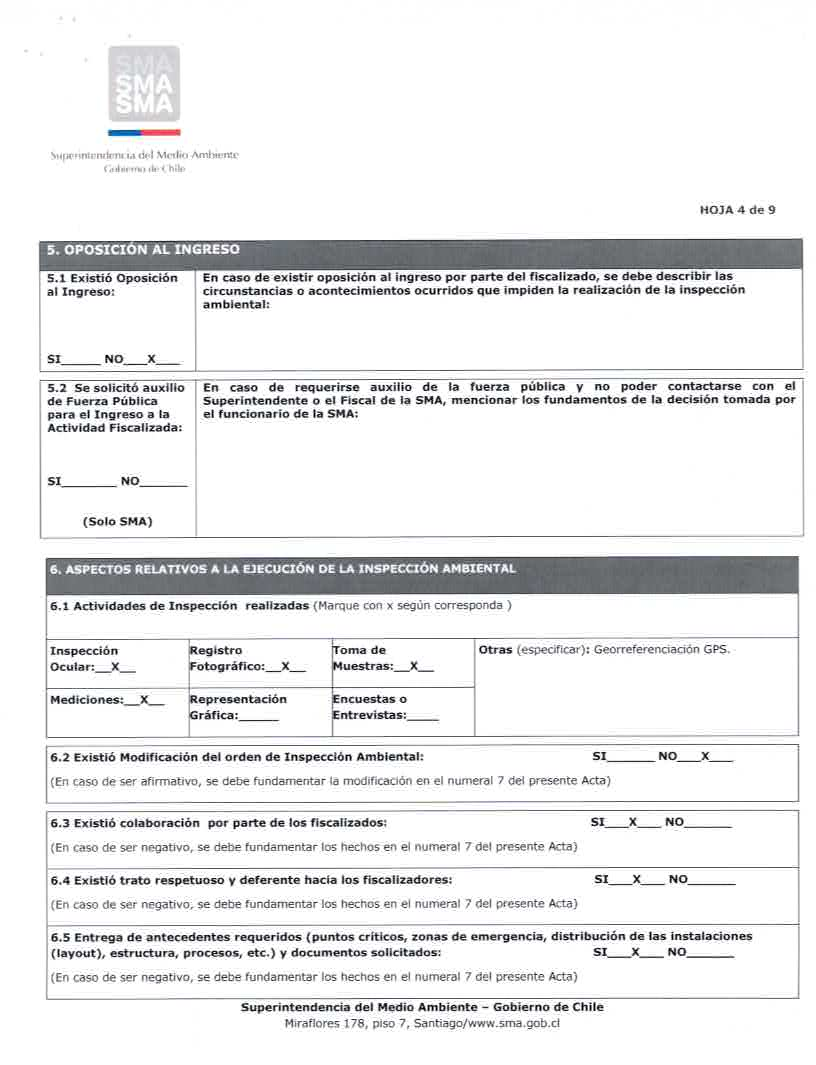 SMA
SMA
SMA
Superintendencia del Medio Ambiente
Gobierno de Chile
HOJA 4 de 9
5. OPOSICIÓN AL INGRESO
5.1 Existió Oposición
al Ingreso:
SI______ NO___X___
En caso de existir oposición al ingreso por parte del fiscalizado, se debe describir las
circunstancias o acontecimientos ocurridos que impiden la realización de la inspección
ambiental:
5.2 Se solicitó auxilio
de Fuerza Pública
para el Ingreso a la
Actividad Fiscalizada:
SI_______ NO______
(Solo SMA)
En caso de requerirse auxilio de la fuerza pública y no poder contactarse con el
Superintendente o el Fiscal de la SMA, mencionar los fundamentos de la decisión tomada por
el funcionario de la SMA:
6. ASPECTOS RELATIVOS A LA EJECUCIÓN DE LA INSPECCIÓN AMBIENTAL
6.1 Actividades de Inspección realizadas (Marque con x según corresponda )
Inspección
Ocular:__X__
Registro
Fotográfico:__X__
Toma de
Muestras:__X__
Otras (especificar): Georreferenciación GPS.
Mediciones:__X__
Representación
Gráfica:_____
Encuestas o
Entrevistas:____
6.2 Existió Modificación del orden de Inspección Ambiental: SI______ NO___X___
(En caso de ser afirmativo, se debe fundamentar la modificación en el numeral 7 del presente Acta)
6.3 Existió colaboración por parte de los fiscalizados: SI___X___ NO______
(En caso de ser negativo, se debe fundamentar los hechos en el numeral 7 del presente Acta)
6.4 Existió trato respetuoso y deferente hacia los fiscalizadores: SI___X___ NO______
(En caso de ser negativo, se debe fundamentar los hechos en el numeral 7 del presente Acta)
6.5 Entrega de antecedentes requeridos (puntos críticos, zonas de emergencia, distribución de las instalaciones
(layout), estructura, procesos, etc.) y documentos solicitados: SI___X___ NO______
(En caso de ser negativo, se debe fundamentar los hechos en el numeral 7 del presente Acta)
Superintendencia del Medio Ambiente – Gobierno de Chile
Miraflores 178, piso 7, Santiago/www.sma.gob.cl